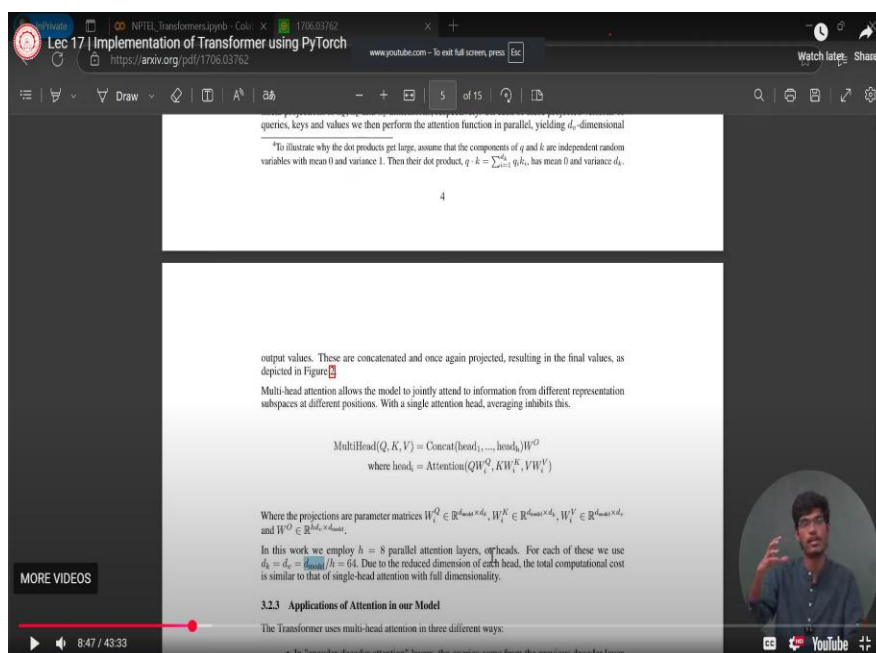 InPrivate
NPTEL_Transformers.ipynb - Cola
1706.03762
Lec 17 | Implementation of Transformer using PyTorch
www.youtube.com – To exit full screen, press Esc
Watch later
Share
https://arxiv.org/pdf/1706.03762
Draw
5 of 15
queries, keys and values we then perform the attention function in parallel, yielding d_v-dimensional
⁴To illustrate why the dot products get large, assume that the components of q and k are independent random
variables with mean 0 and variance 1. Then their dot product, q · k = ∑_{i=1}^{d_k} q_i k_i, has mean 0 and variance d_k.
4
output values. These are concatenated and once again projected, resulting in the final values, as
depicted in Figure 2.
Multi-head attention allows the model to jointly attend to information from different representation
subspaces at different positions. With a single attention head, averaging inhibits this.
MultiHead(Q, K, V) = Concat(head₁, ..., head_h)W^O
where head_i = Attention(QW_i^Q, KW_i^K, VW_i^V)
Where the projections are parameter matrices W_i^Q ∈ ℝ^{d_model×d_k}, W_i^K ∈ ℝ^{d_model×d_k}, W_i^V ∈ ℝ^{d_model×d_v}
and W^O ∈ ℝ^{hd_v×d_model}.
In this work we employ h = 8 parallel attention layers, or heads. For each of these we use
d_k = d_v = d_model/h = 64. Due to the reduced dimension of each head, the total computational cost
is similar to that of single-head attention with full dimensionality.
MORE VIDEOS
3.2.3 Applications of Attention in our Model
The Transformer uses multi-head attention in three different ways:
8:47 / 43:33
CC
HD
YouTube